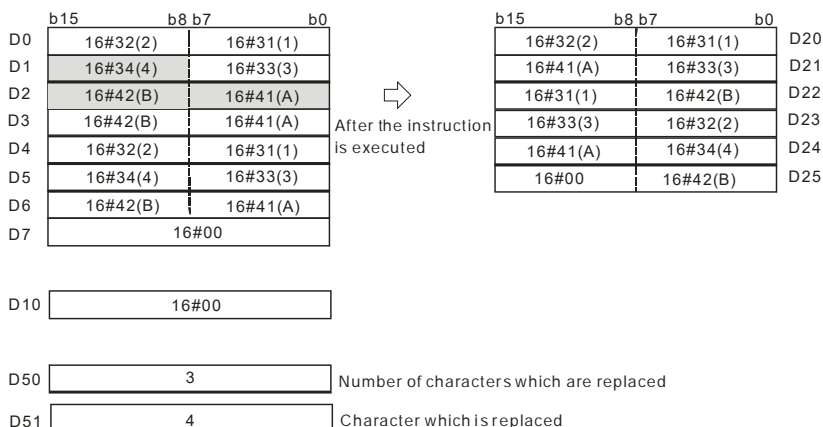 b15 b8 b7 b0
D0 16#32(2) 16#31(1)
D1 16#34(4) 16#33(3)
D2 16#42(B) 16#41(A)
D3 16#42(B) 16#41(A)
D4 16#32(2) 16#31(1)
D5 16#34(4) 16#33(3)
D6 16#42(B) 16#41(A)
D7 16#00
After the instruction
is executed
b15 b8 b7 b0
16#32(2) 16#31(1) D20
16#41(A) 16#33(3) D21
16#31(1) 16#42(B) D22
16#33(3) 16#32(2) D23
16#41(A) 16#34(4) D24
16#00 16#42(B) D25
D10 16#00
D50 3 Number of characters which are replaced
D51 4 Character which is replaced